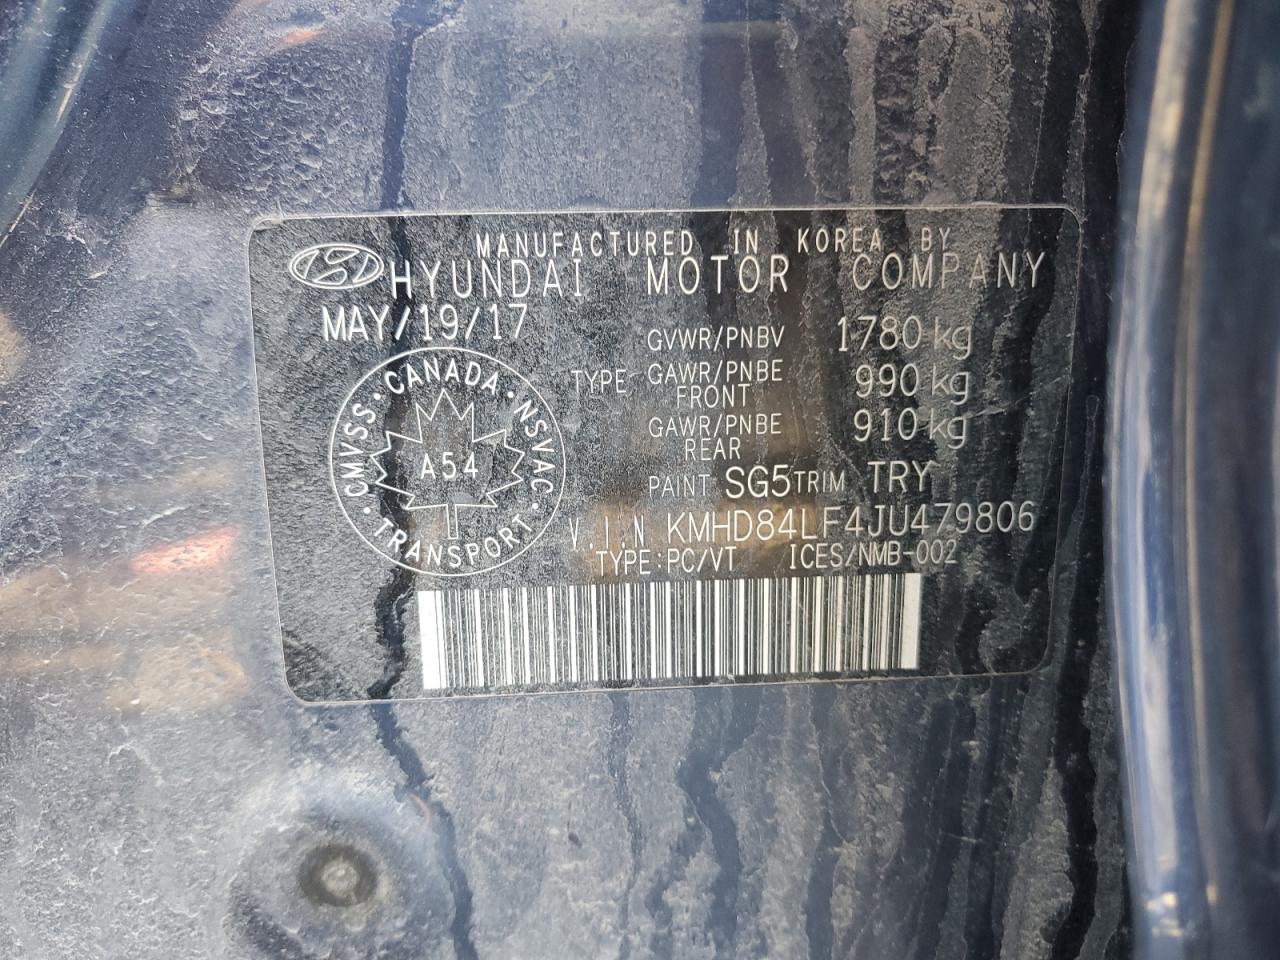 MANUFACTURED IN KOREA BY
HYUNDAI MOTOR COMPANY
MAY/19/17
GVWR/PNBV 1780 kg
TYPE GAWR/PNBE FRONT 990 kg
GAWR/PNBE REAR 910 kg
PAINT SG5 TRIM TRY
V.I.N KMHD84LF4JU479806
TYPE:PC/VT ICES/NMB-002
CMVSS · CANADA · NSVAC · TRANSPORT ·
A54